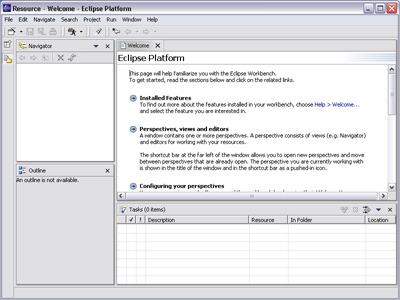 Resource - Welcome - Eclipse Platform
File Edit Navigate Search Project Run Window Help
Navigator
Welcome
Eclipse Platform
This page will help familiarize you with the Eclipse Workbench.
To get started, read the sections below and click on the related links.
Installed Features
To find out more about the features installed in your workbench, choose Help > Welcome...
and select the feature you are interested in.
Perspectives, views and editors
A window contains one or more perspectives. A perspective consists of views (e.g. Navigator)
and editors for working with your resources.
The shortcut bar at the far left of the window allows you to open new perspectives and move
between perspectives that are already open. The perspective you are currently working with
is shown in the title of the window and in the shortcut bar as a pushed-in icon.
Configuring your perspectives
Outline
An outline is not available.
Tasks (0 items)
! Description Resource In Folder Location